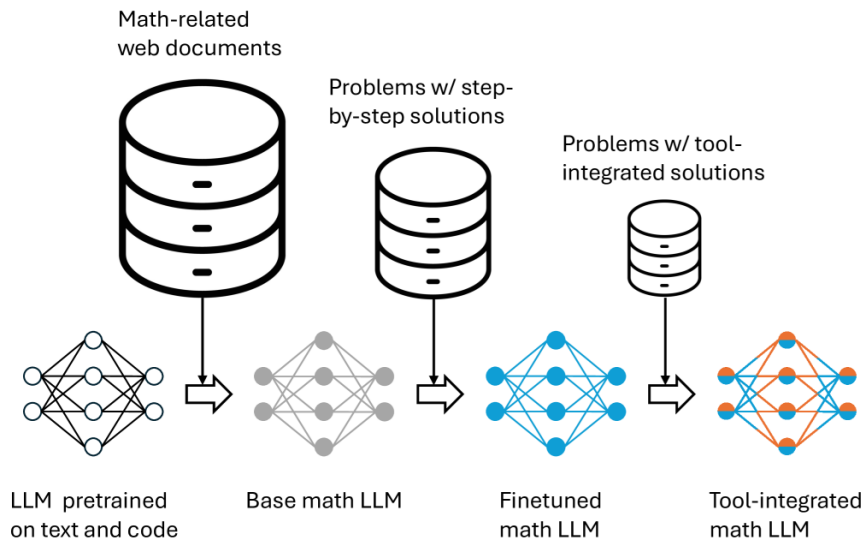 Math-related
web documents
Problems w/ step-
by-step solutions
Problems w/ tool-
integrated solutions
LLM pretrained
on text and code
Base math LLM
Finetuned
math LLM
Tool-integrated
math LLM